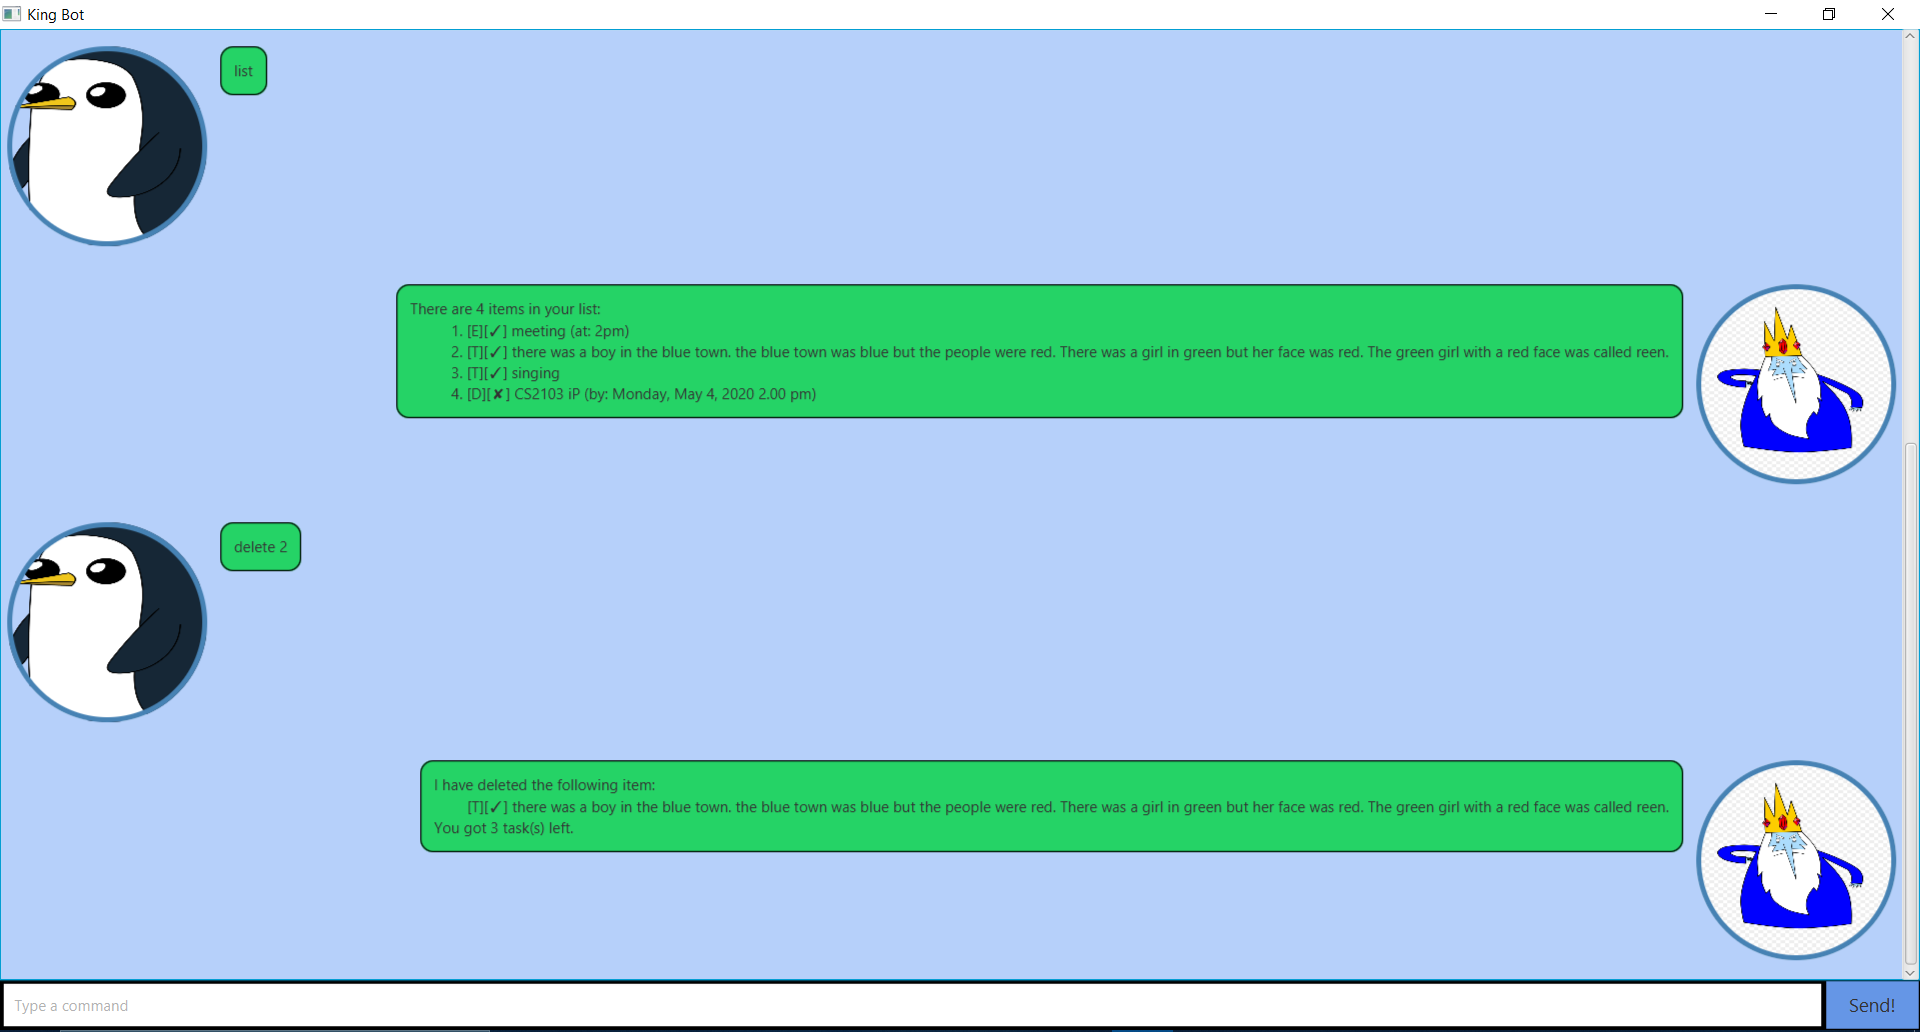 King Bot
list
There are 4 items in your list:
1. [E][✓] meeting (at: 2pm)
2. [T][✓] there was a boy in the blue town. the blue town was blue but the people were red. There was a girl in green but her face was red. The green girl with a red face was called reen.
3. [T][✓] singing
4. [D][✘] CS2103 iP (by: Monday, May 4, 2020 2.00 pm)
delete 2
I have deleted the following item:
[T][✓] there was a boy in the blue town. the blue town was blue but the people were red. There was a girl in green but her face was red. The green girl with a red face was called reen.
You got 3 task(s) left.
Type a command
Send!